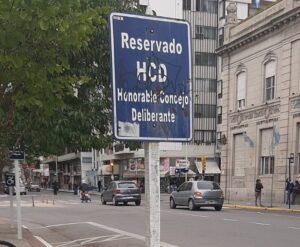 Reservado
HCD
Honorable Concejo
Deliberante